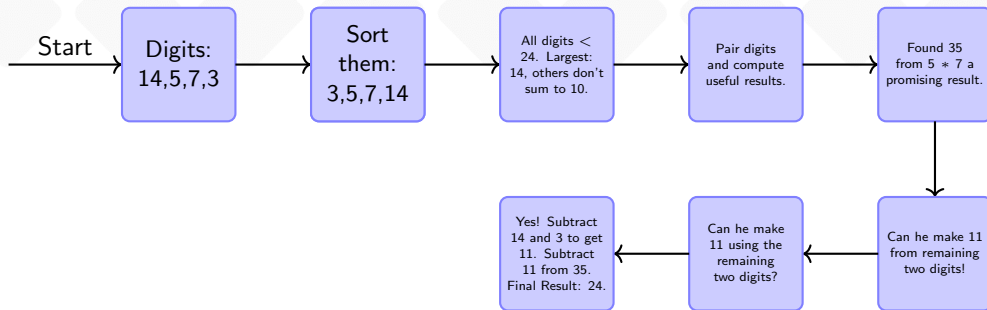 Start
Digits:
14,5,7,3
Sort
them:
3,5,7,14
All digits <
24. Largest:
14, others don't
sum to 10.
Pair digits
and compute
useful results.
Found 35
from 5 * 7 a
promising result.
Can he make 11
from remaining
two digits!
Can he make
11 using the
remaining
two digits?
Yes! Subtract
14 and 3 to get
11. Subtract
11 from 35.
Final Result: 24.